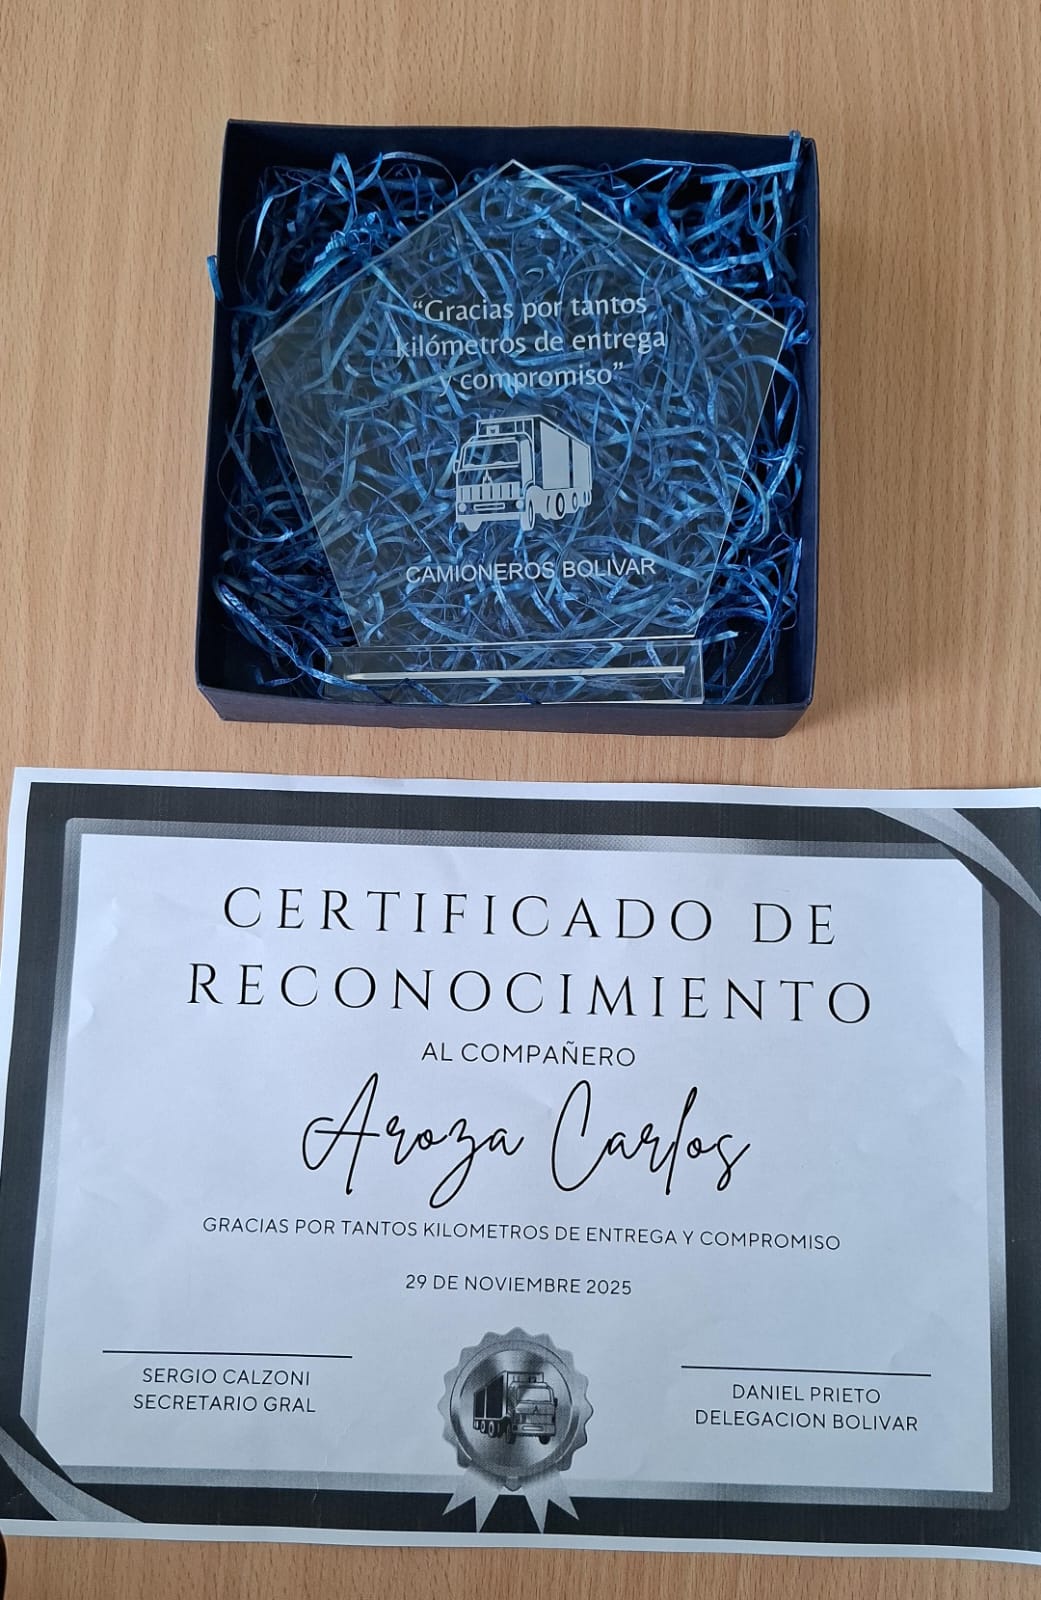 “Gracias por tantos
kilómetros de entrega
y compromiso”
CAMIONEROS BOLIVAR
CERTIFICADO DE
RECONOCIMIENTO
AL COMPAÑERO
Aroza Carlos
GRACIAS POR TANTOS KILOMETROS DE ENTREGA Y COMPROMISO
29 DE NOVIEMBRE 2025
SERGIO CALZONI
SECRETARIO GRAL
DANIEL PRIETO
DELEGACION BOLIVAR